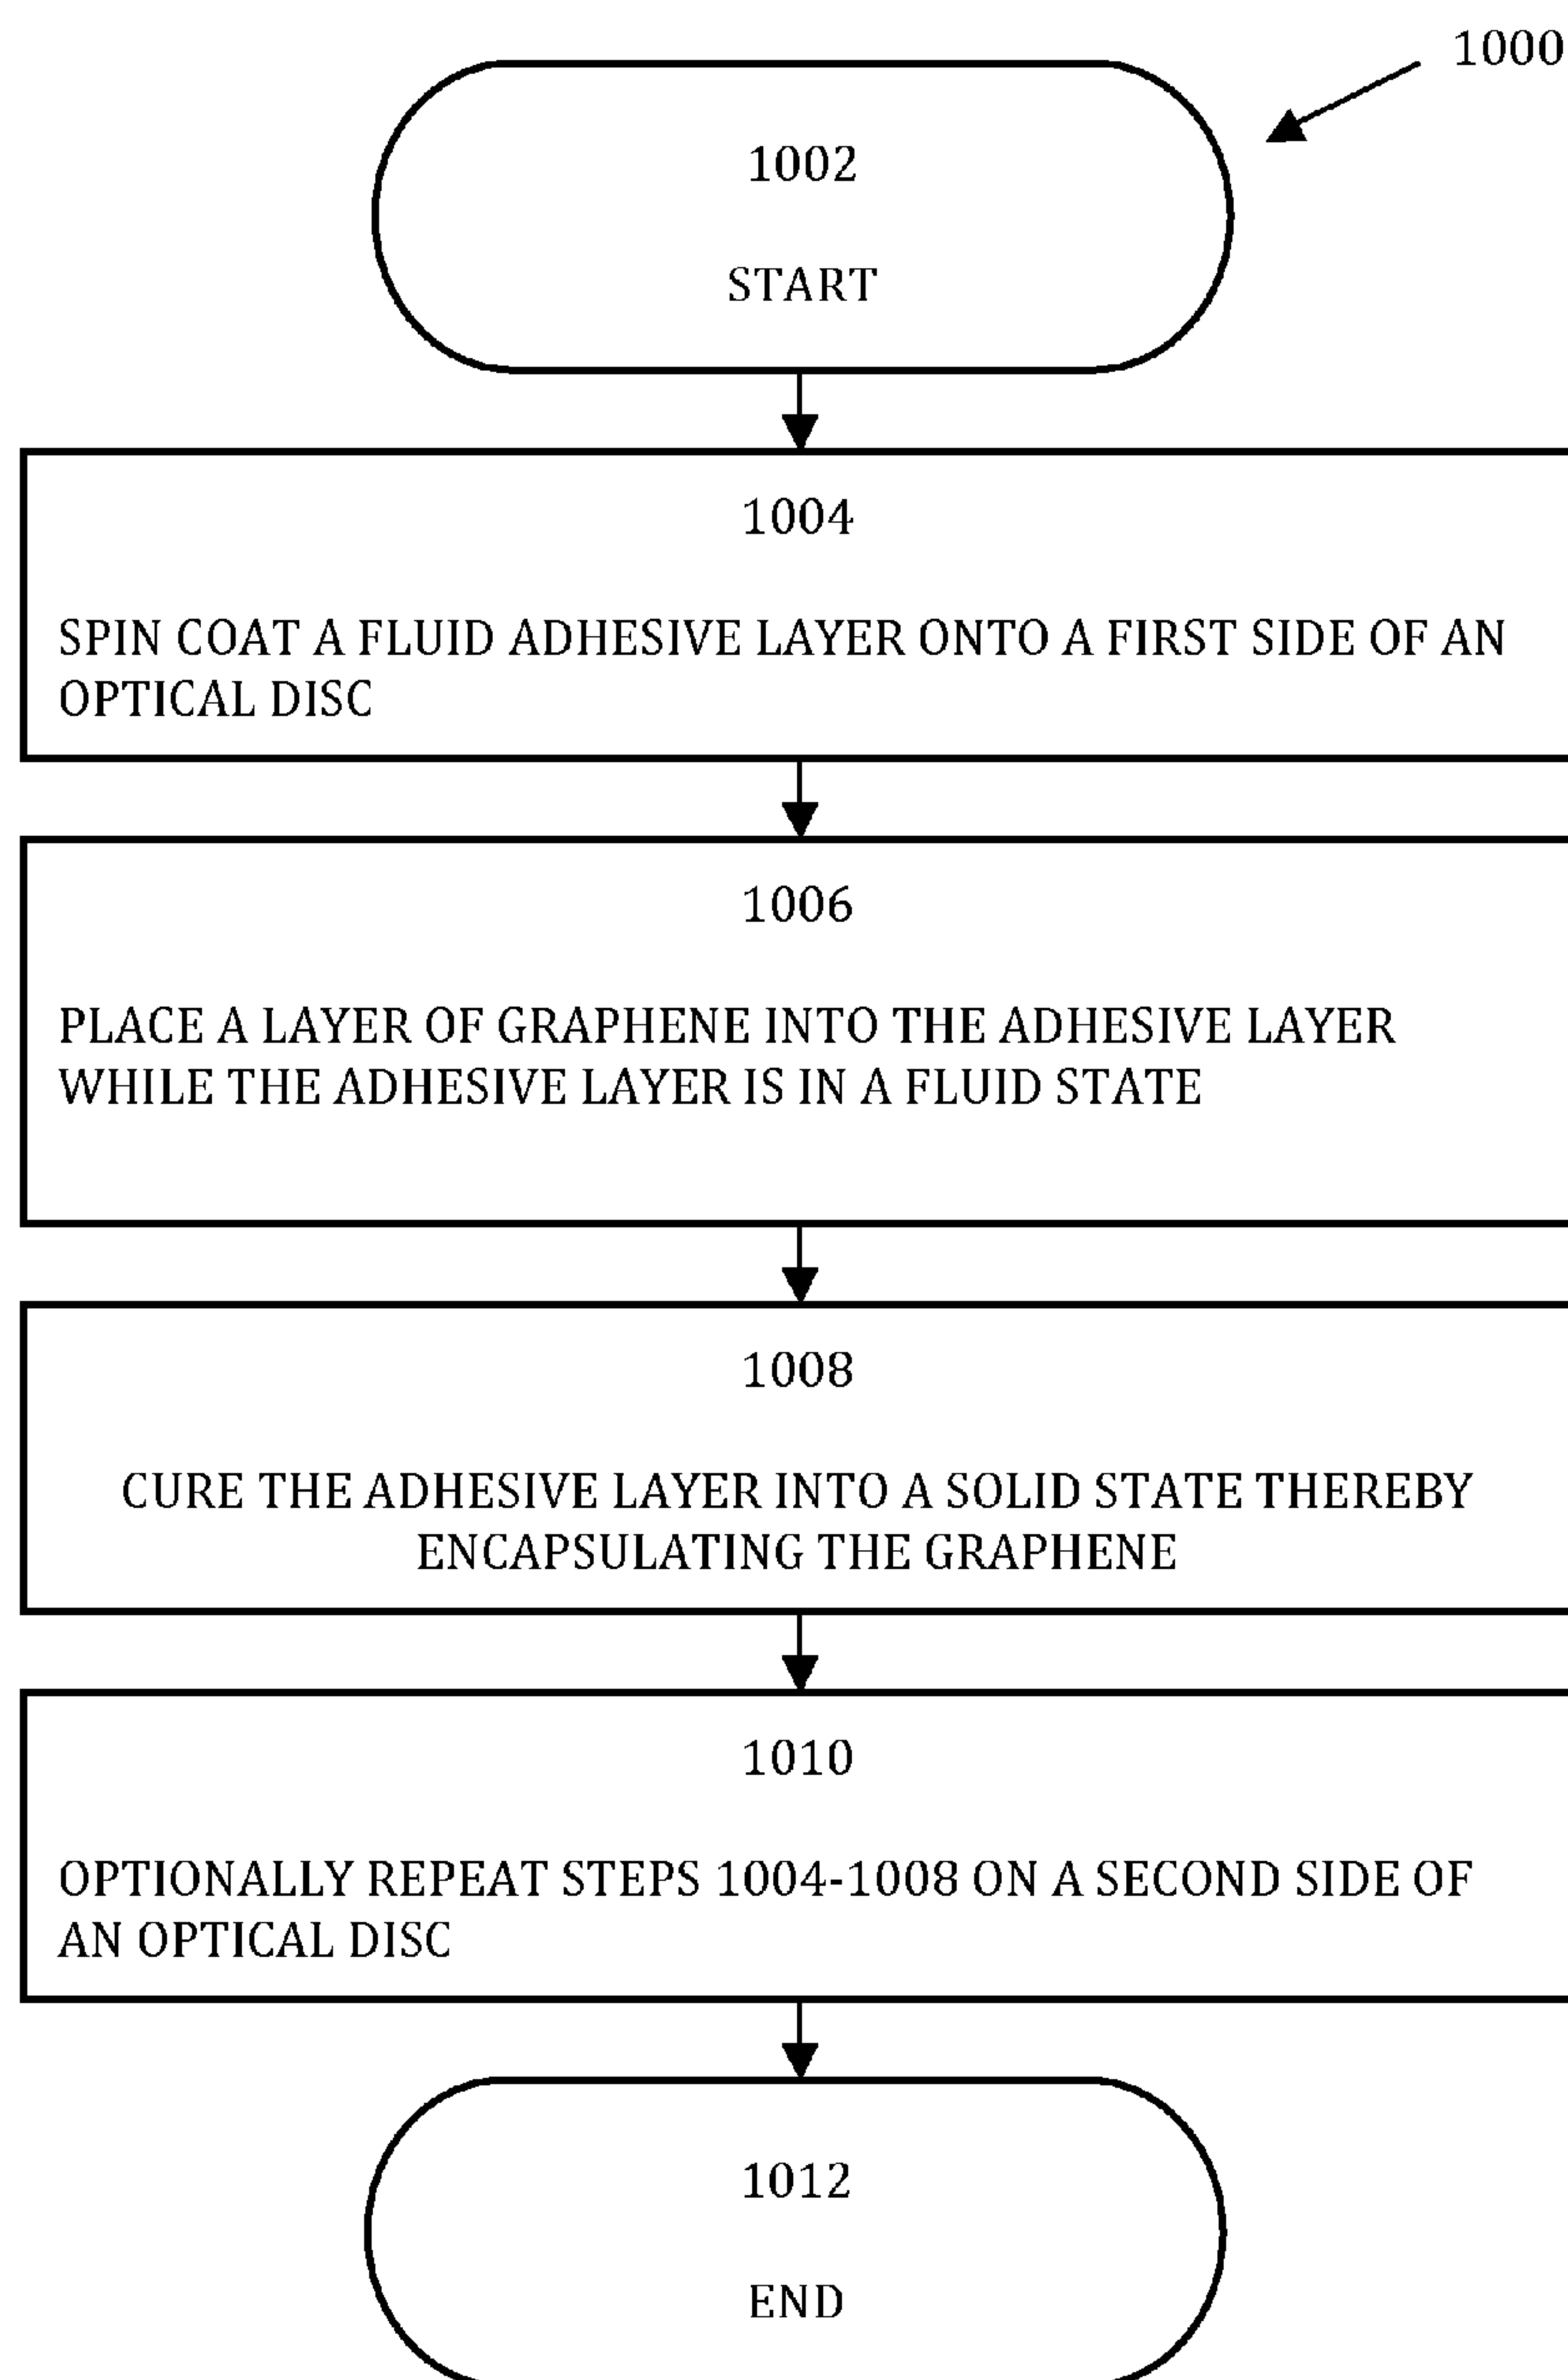 1000
1002
START
1004
SPIN COAT A FLUID ADHESIVE LAYER ONTO A FIRST SIDE OF AN
OPTICAL DISC
1006
PLACE A LAYER OF GRAPHENE INTO THE ADHESIVE LAYER
WHILE THE ADHESIVE LAYER IS IN A FLUID STATE
1008
CURE THE ADHESIVE LAYER INTO A SOLID STATE THEREBY
ENCAPSULATING THE GRAPHENE
1010
OPTIONALLY REPEAT STEPS 1004-1008 ON A SECOND SIDE OF
AN OPTICAL DISC
1012
END